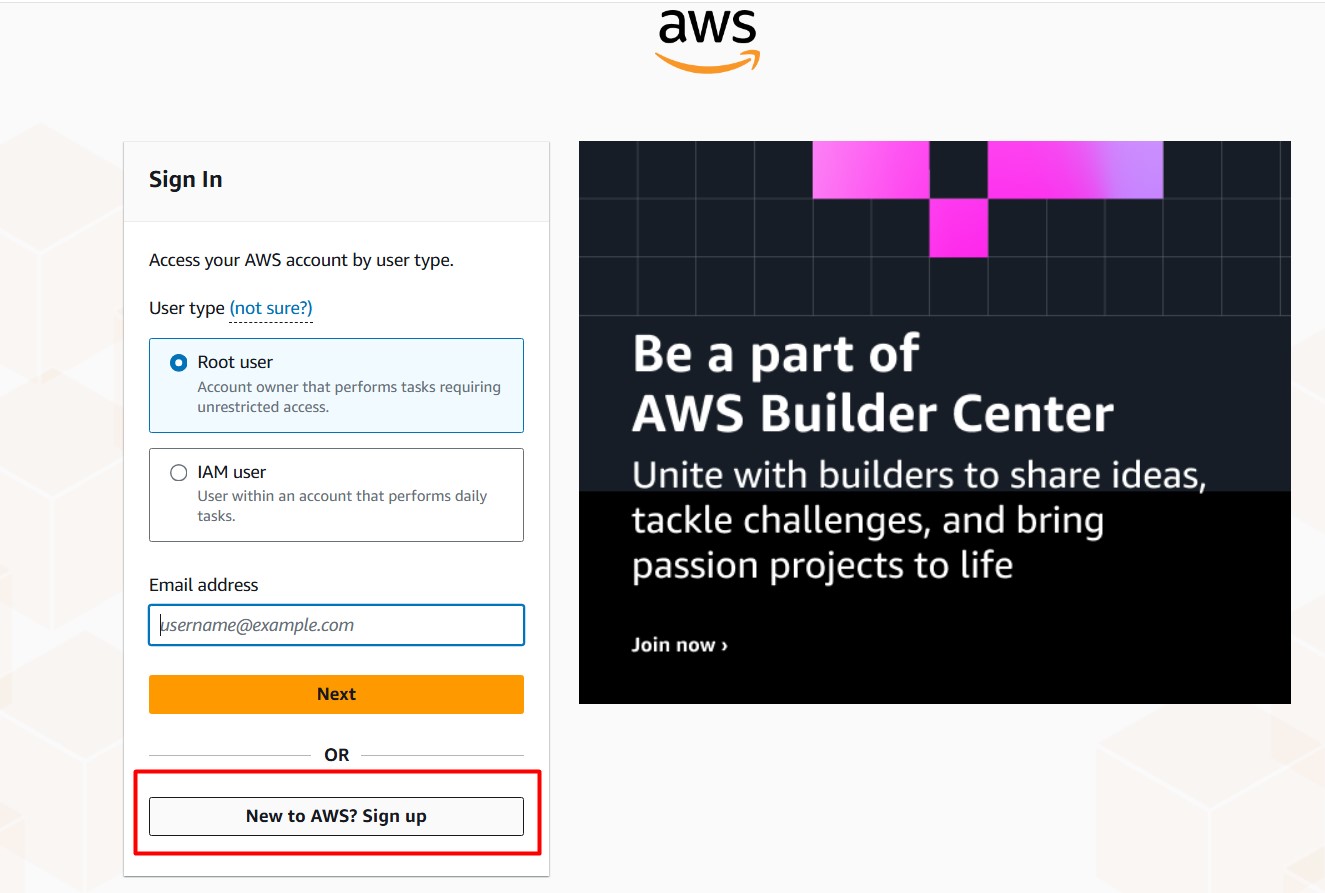 aws
Sign In
Access your AWS account by user type.
User type (not sure?)
Root user
Account owner that performs tasks requiring
unrestricted access.
IAM user
User within an account that performs daily
tasks.
Email address
username@example.com
Next
OR
New to AWS? Sign up
Be a part of
AWS Builder Center
Unite with builders to share ideas,
tackle challenges, and bring
passion projects to life
Join now ›